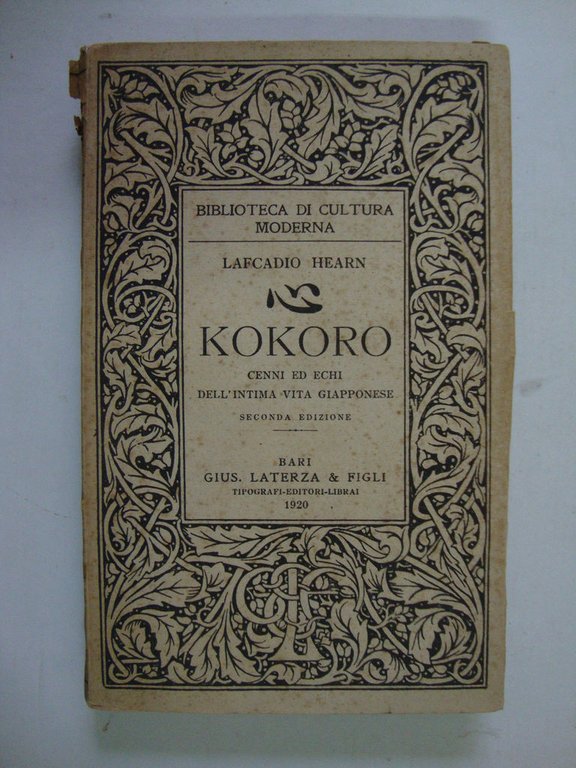 BIBLIOTECA DI CULTURA
MODERNA
LAFCADIO HEARN
心
KOKORO
CENNI ED ECHI
DELL'INTIMA VITA GIAPPONESE
SECONDA EDIZIONE
BARI
GIUS. LATERZA & FIGLI
TIPOGRAFI-EDITORI-LIBRAI
1920